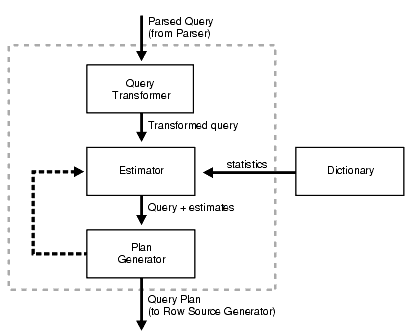 Parsed Query
(from Parser)
Query
Transformer
Transformed query
Estimator
statistics
Dictionary
Query + estimates
Plan
Generator
Query Plan
(to Row Source Generator)